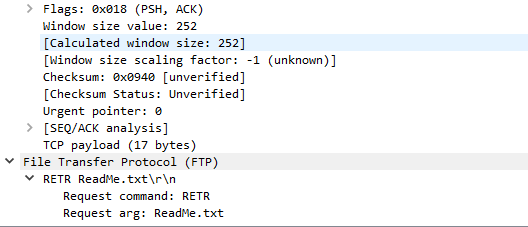 Flags: 0x018 (PSH, ACK)
Window size value: 252
[Calculated window size: 252]
[Window size scaling factor: -1 (unknown)]
Checksum: 0x0940 [unverified]
[Checksum Status: Unverified]
Urgent pointer: 0
[SEQ/ACK analysis]
TCP payload (17 bytes)
File Transfer Protocol (FTP)
RETR ReadMe.txt\r\n
Request command: RETR
Request arg: ReadMe.txt